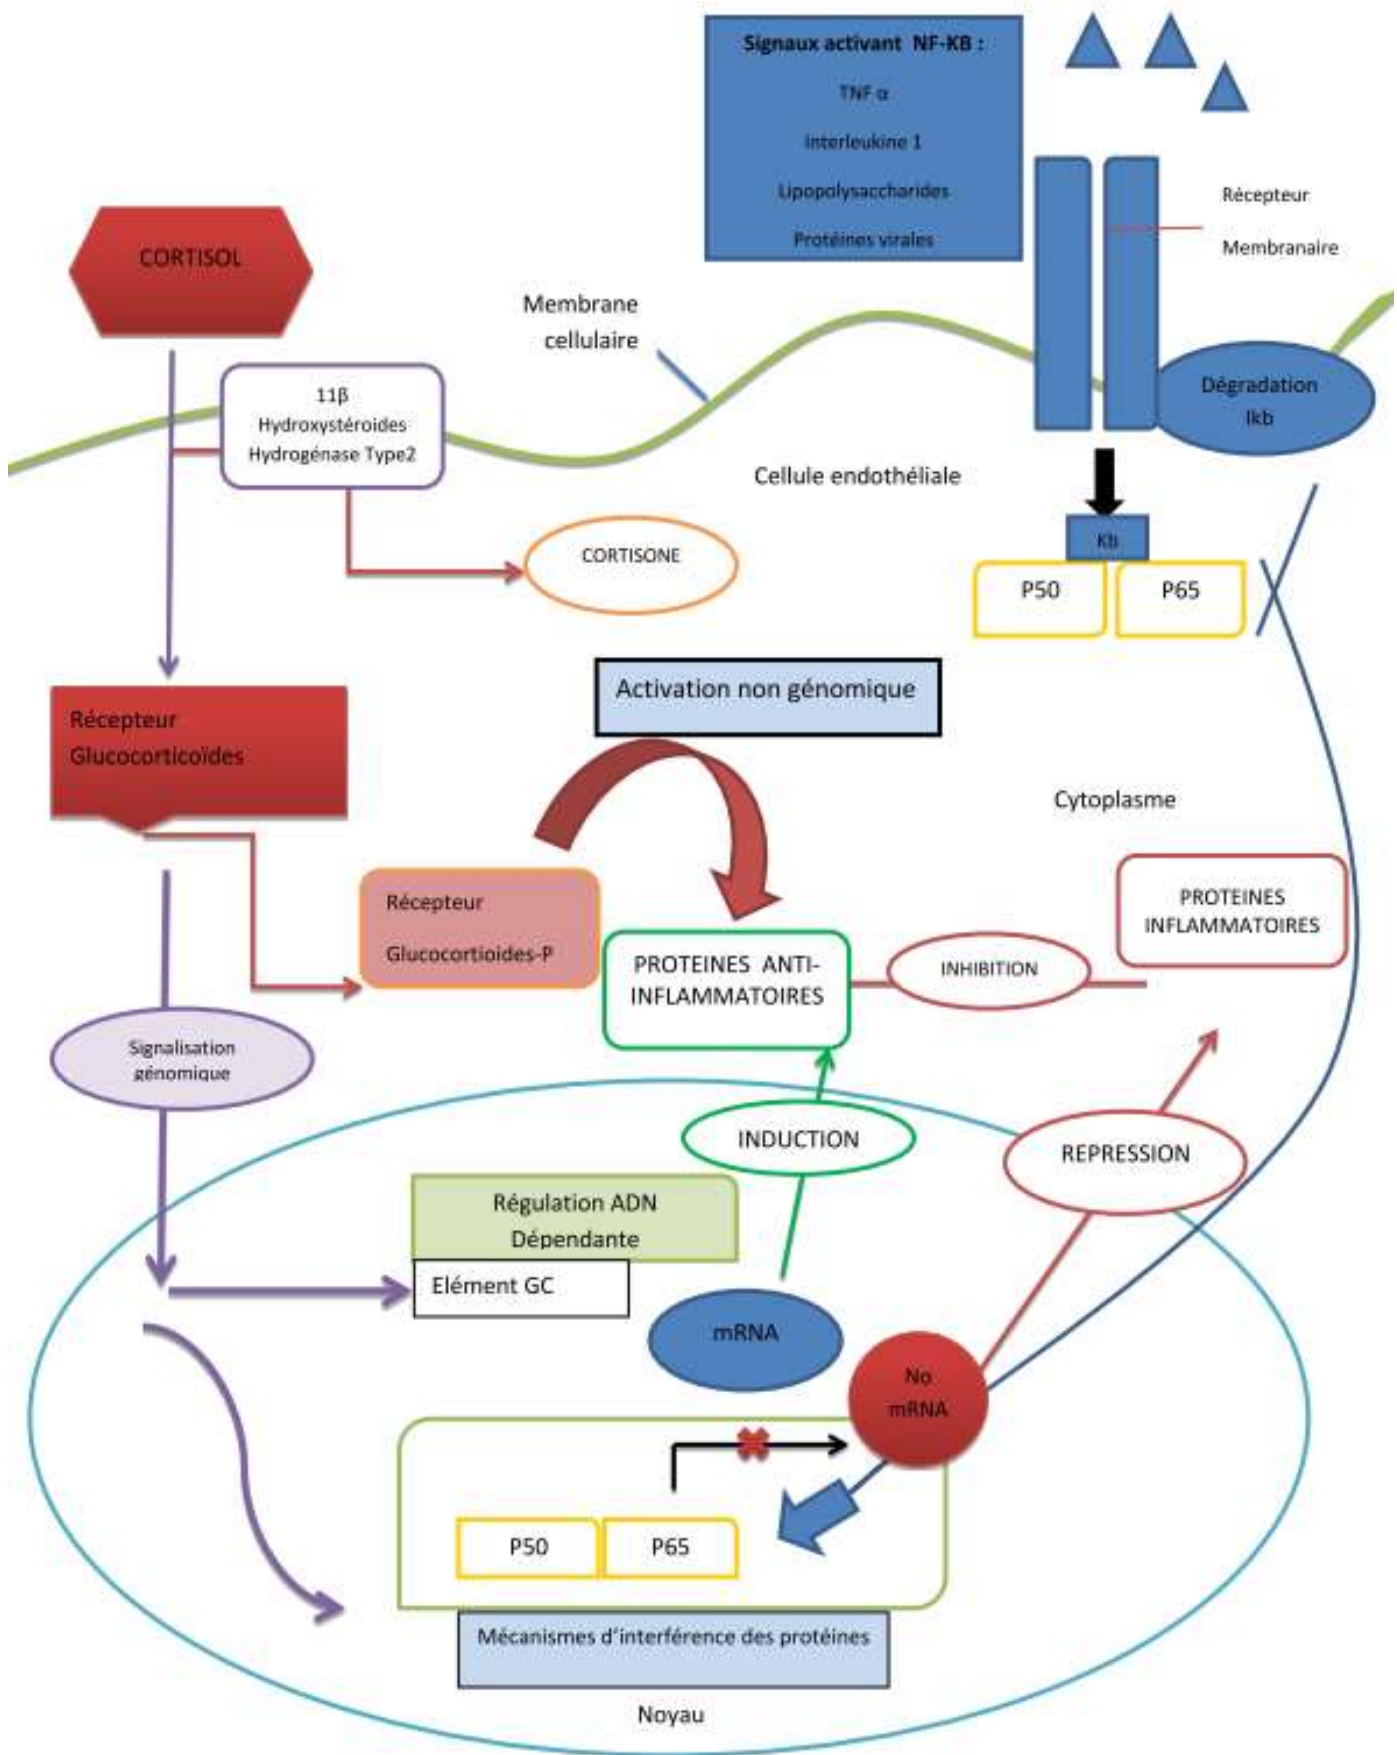 Signaux activant NF-KB :
TNF α
Interleukine 1
Lipopolysaccharides
Protéines virales
Récepteur
Membranaire
CORTISOL
Membrane
cellulaire
11β
Hydroxystéroides
Hydrogénase Type2
Dégradation
Ikb
Cellule endothéliale
CORTISONE
Kb
P50
P65
Activation non génomique
Récepteur
Glucocorticoïdes
Cytoplasme
Récepteur
Glucocortioides-P
PROTEINES ANTI-
INFLAMMATOIRES
INHIBITION
PROTEINES
INFLAMMATOIRES
Signalisation
génomique
INDUCTION
REPRESSION
Régulation ADN
Dépendante
Elément GC
mRNA
No
mRNA
P50
P65
Mécanismes d'interférence des protéines
Noyau